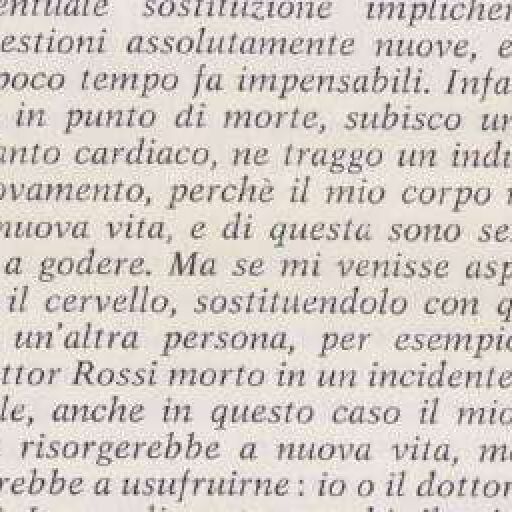 entuale sostituzione implicher
estioni assolutamente nuove, e
poco tempo fa impensabili. Infa
in punto di morte, subisco un
anto cardiaco, ne traggo un indu
ovamento, perchè il mio corpo
nuova vita, e di questa sono se
a godere. Ma se mi venisse asp
il cervello, sostituendolo con q
un'altra persona, per esempio
ttor Rossi morto in un incidente
le, anche in questo caso il mio
risorgerebbe a nuova vita, m
rebbe a usufruirne : io o il dottor